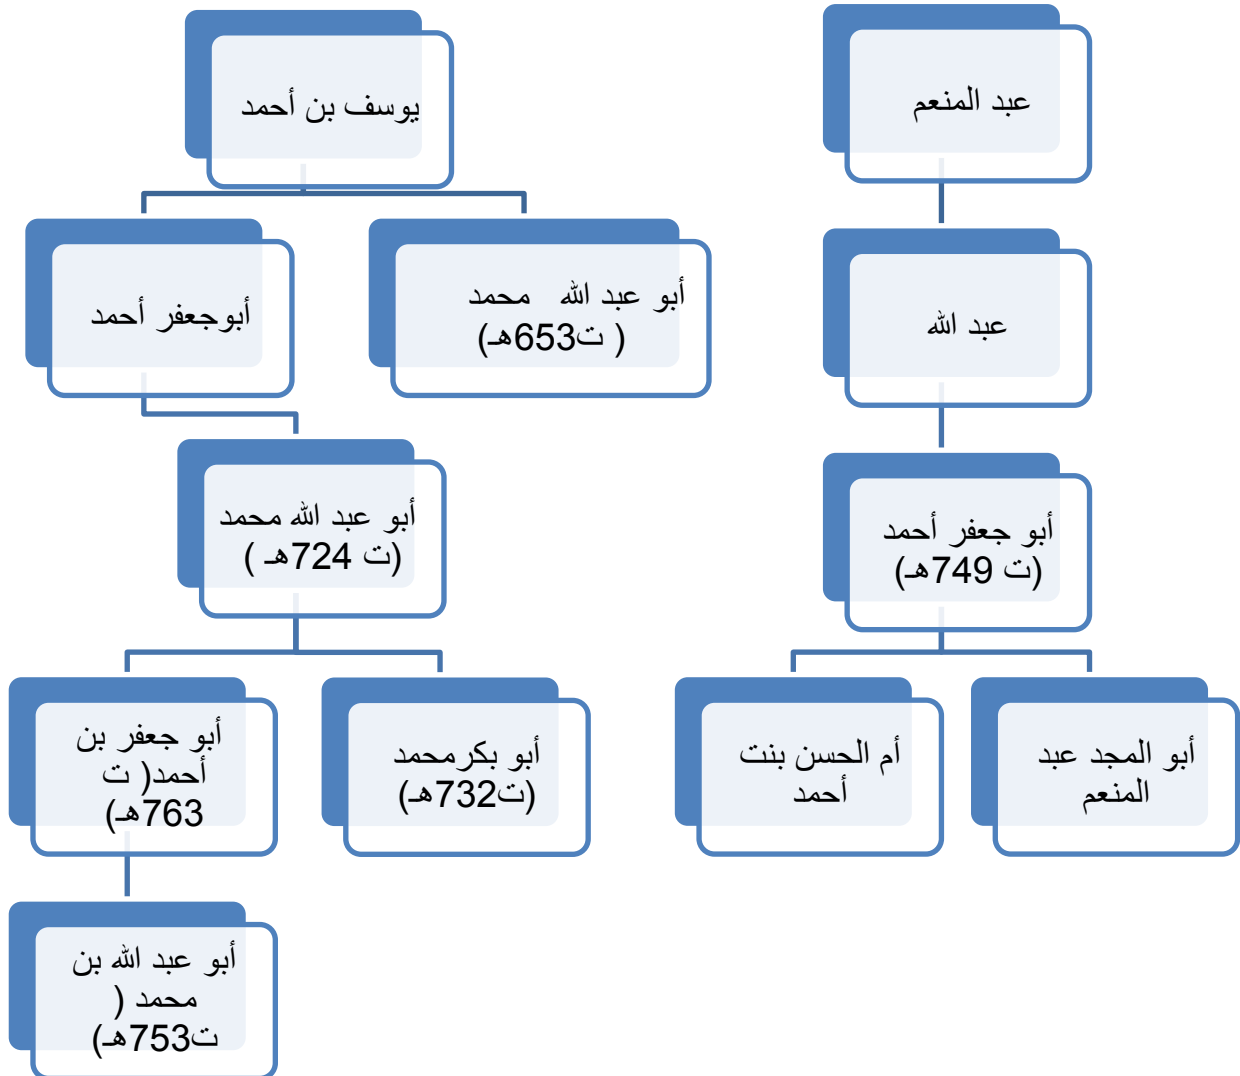 عبد المنعم
يوسف بن أحمد
عبد الله
أبو عبد الله محمد
( ت653هـ)
أبوجعفر أحمد
أبو جعفر أحمد
(ت 749هـ)
أبو عبد الله محمد
(ت 724هـ )
أبو المجد عبد
المنعم
أم الحسن بنت
أحمد
أبو بكرمحمد
(ت732هـ)
أبو جعفر بن
أحمد( ت
763هـ)
أبو عبد الله بن
محمد (
ت753هـ)